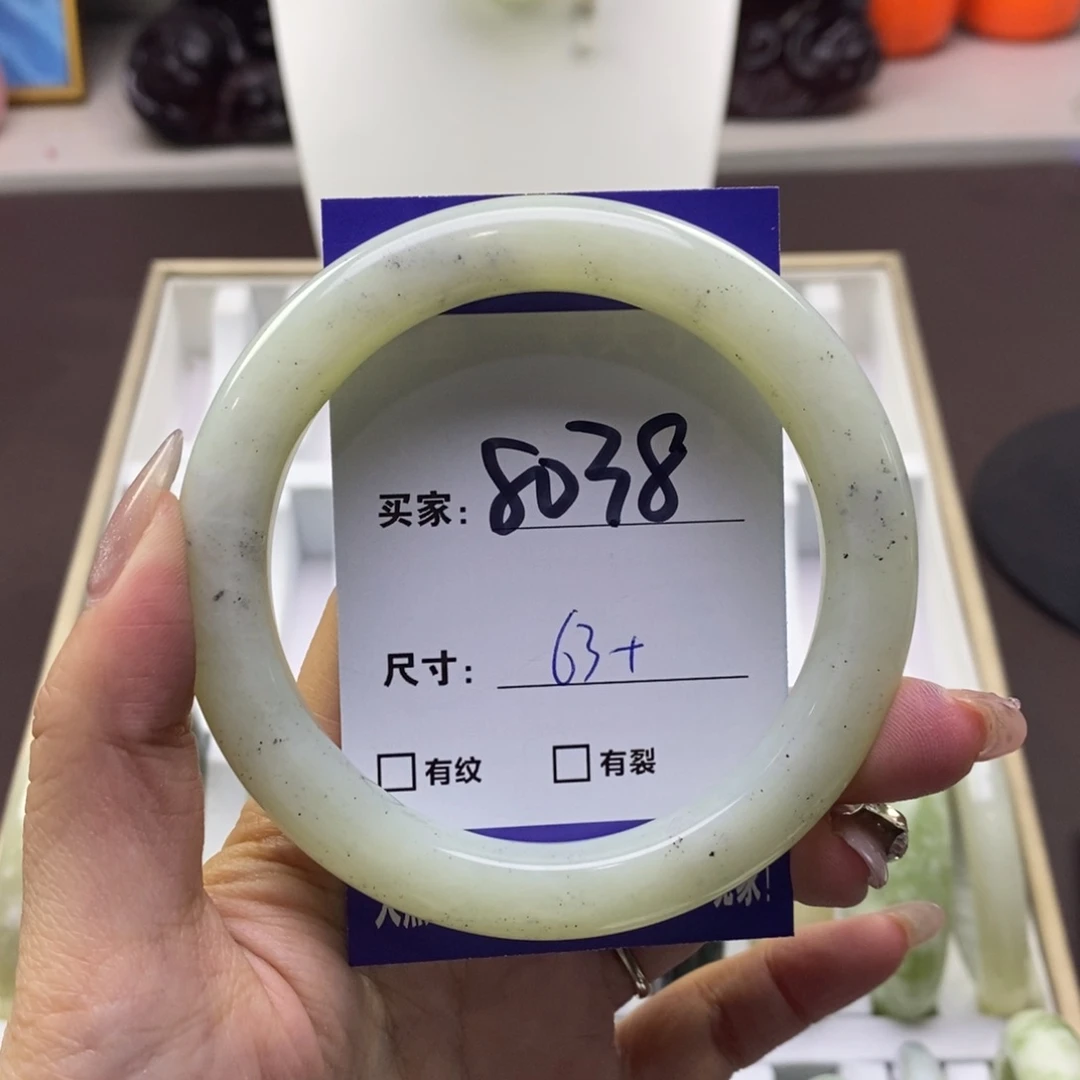 买家: 8038
尺寸: 63+
□有纹 □有裂